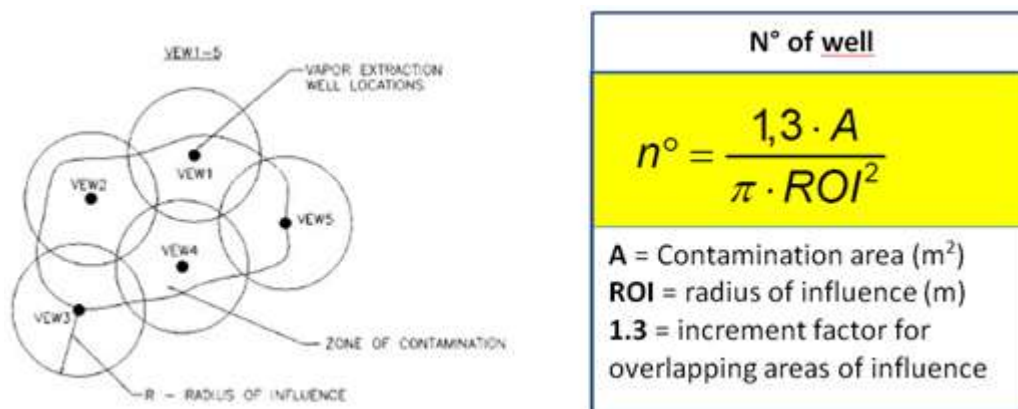 VEW1-5
VAPOR EXTRACTION
WELL LOCATIONS
VEW1
VEW2
VEW5
VEW4
VEW3
ZONE OF CONTAMINATION
R - RADIUS OF INFLUENCE
N° of well
n° = 1,3 · A / π · ROI²
A = Contamination area (m²)
ROI = radius of influence (m)
1.3 = increment factor for
overlapping areas of influence